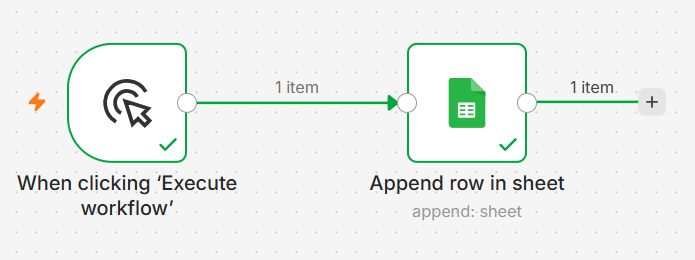 1 item
1 item
When clicking ‘Execute
workflow’
Append row in sheet
append: sheet